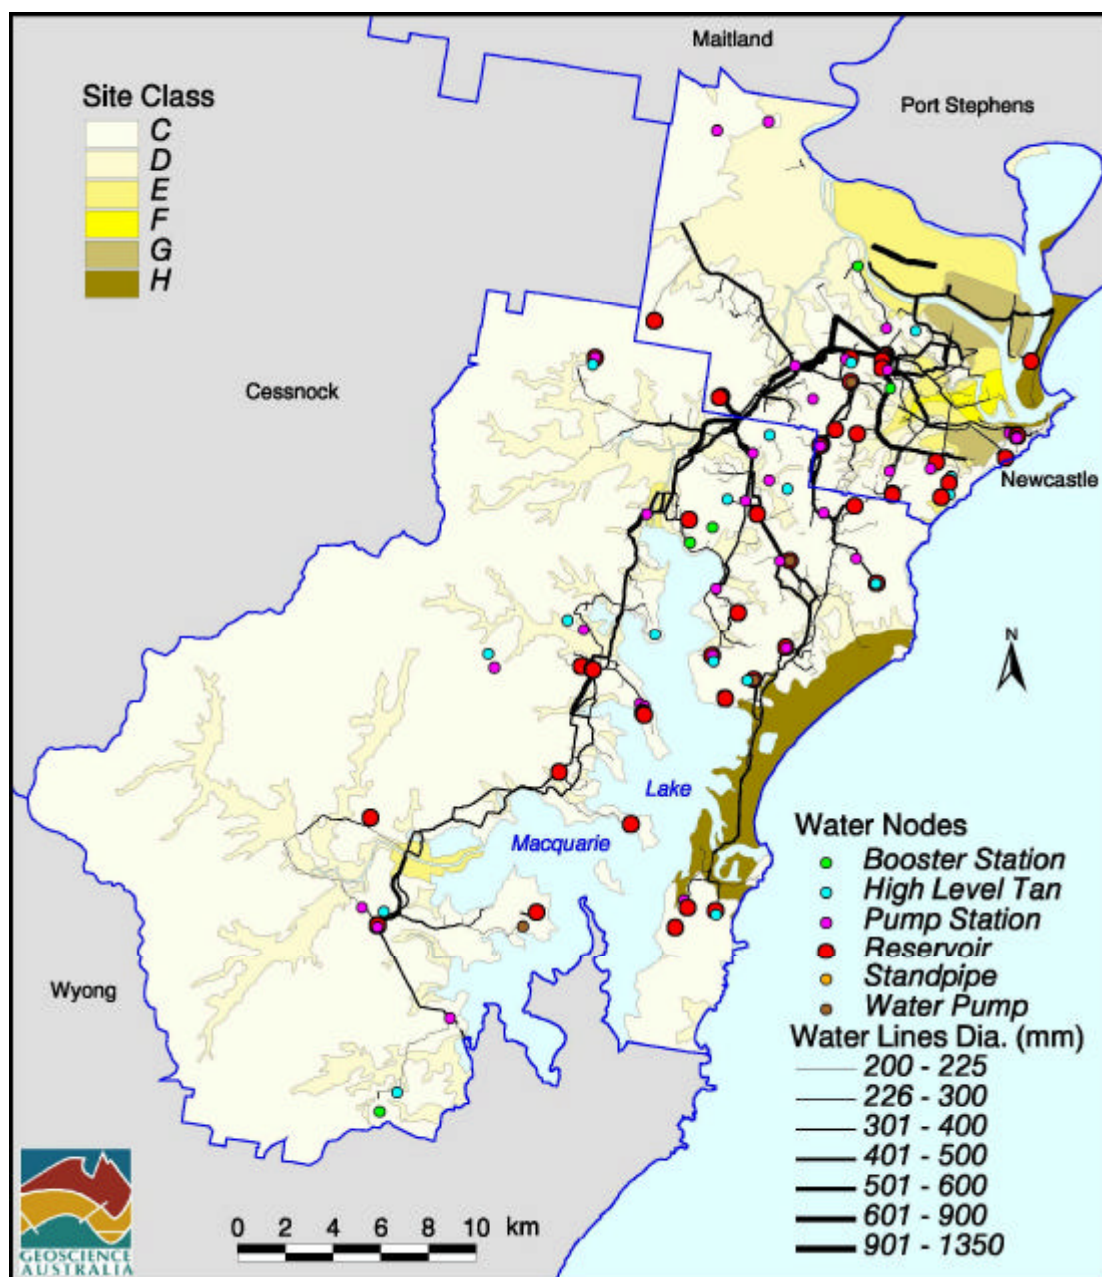 Maitland
Port Stephens
Site Class
C
D
E
F
G
H
Cessnock
Newcastle
N
Lake
Macquarie
Wyong
Water Nodes
Booster Station
High Level Tan
Pump Station
Reservoir
Standpipe
Water Pump
Water Lines Dia. (mm)
200 - 225
226 - 300
301 - 400
401 - 500
501 - 600
601 - 900
901 - 1350
0 2 4 6 8 10 km
GEOSCIENCE
AUSTRALIA